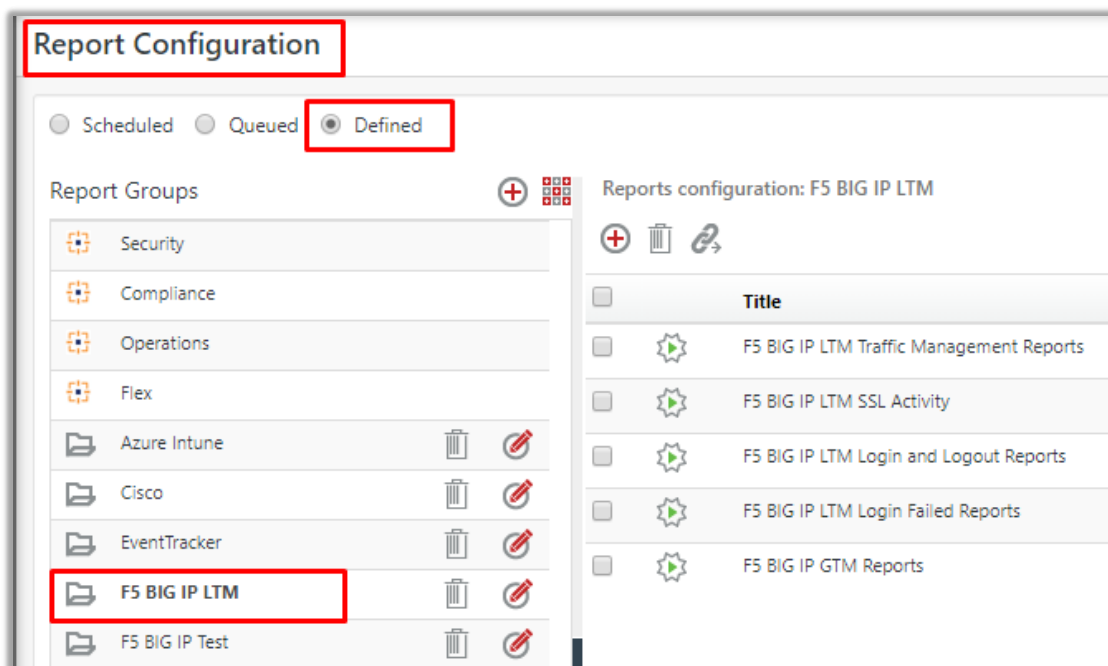 Report Configuration
Scheduled Queued Defined
Report Groups
Security
Compliance
Operations
Flex
Azure Intune
Cisco
EventTracker
F5 BIG IP LTM
F5 BIG IP Test
Reports configuration: F5 BIG IP LTM
Title
F5 BIG IP LTM Traffic Management Reports
F5 BIG IP LTM SSL Activity
F5 BIG IP LTM Login and Logout Reports
F5 BIG IP LTM Login Failed Reports
F5 BIG IP GTM Reports